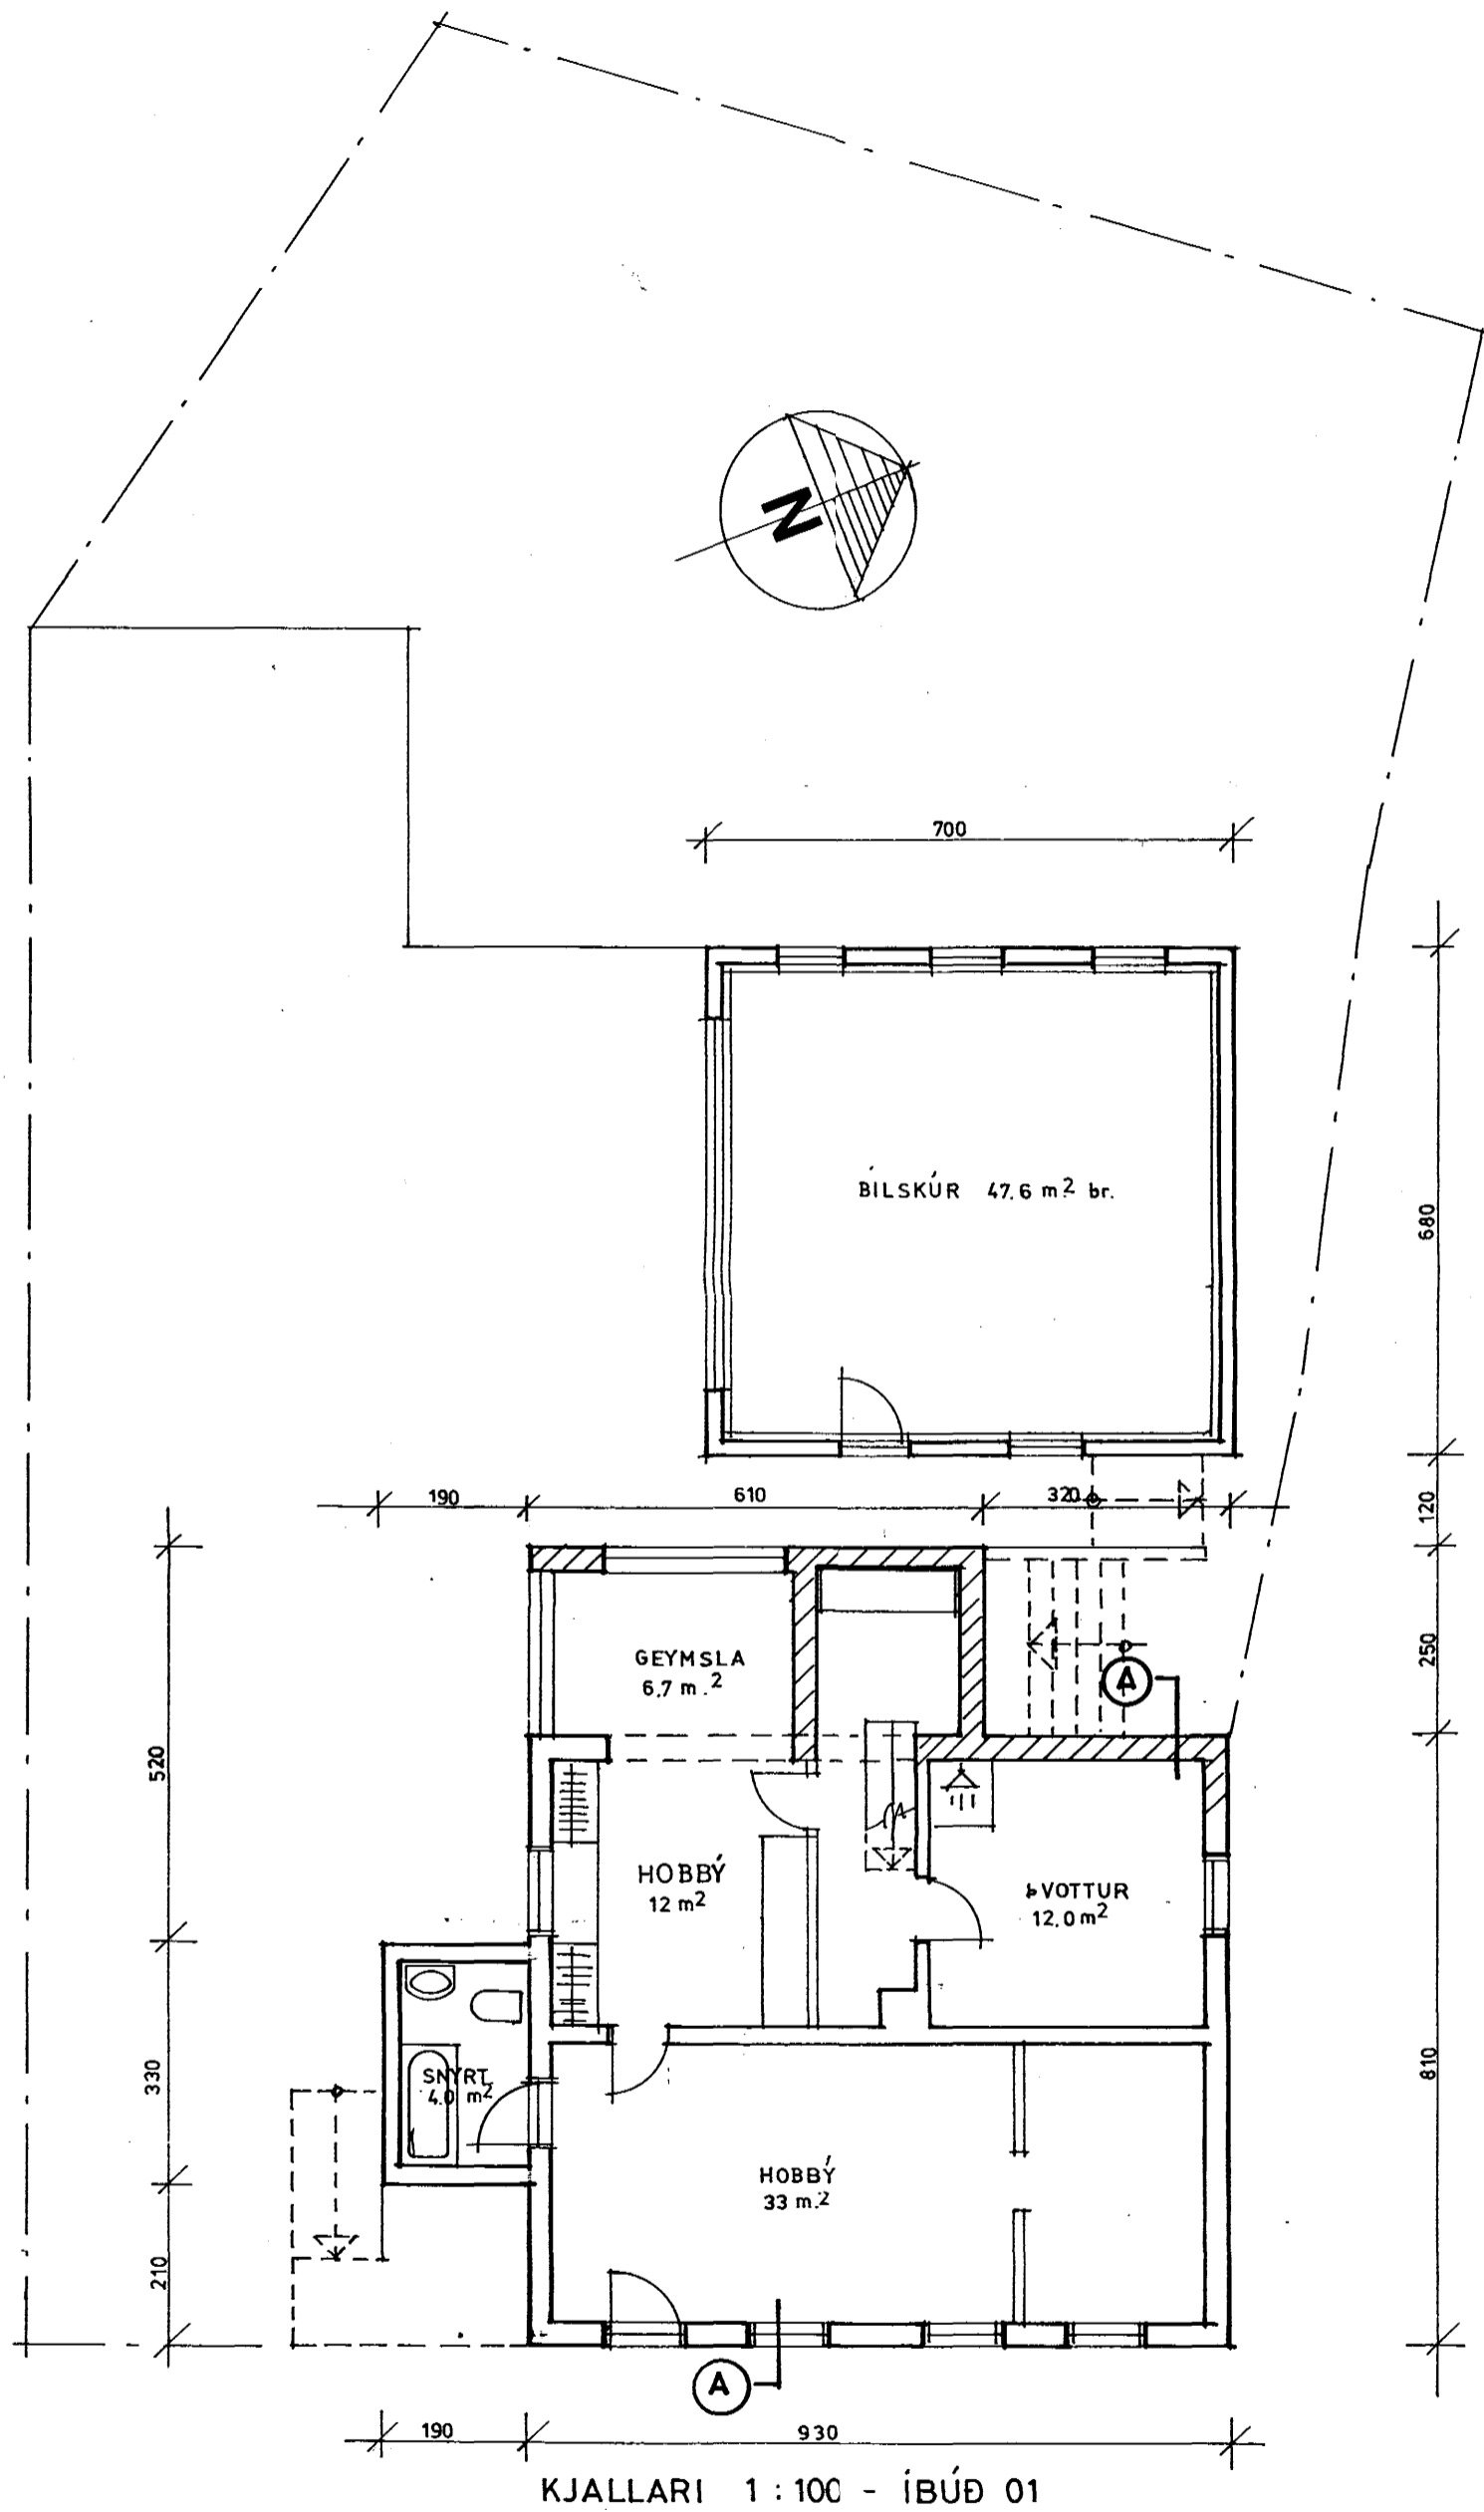 N
700
BÍLSKÚR 47.6 m² br.
680
190
610
320
120
GEYMSLA
6,7 m.²
250
A
520
HOBBÝ
12 m²
ÞVOTTUR
12.0 m²
SNYRT.
4.0 m²
330
810
HOBBÝ
33 m.²
210
A
190
930
KJALLARI 1:100 - ÍBÚÐ 01